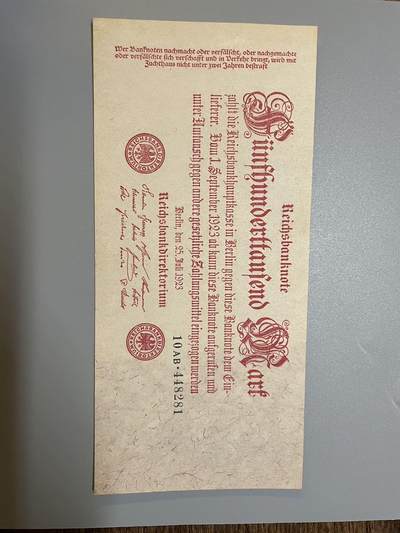 Wer Banknoten nachmacht oder verfälscht, oder nachgemachte
oder verfälschte sich verschafft und in Verkehr bringt, wird mit
Zuchthaus nicht unter zwei Jahren bestraft
Reichsbanknote
Fünfhunderttausend Mark
zahlt die Reichsbankhauptkasse in Berlin gegen diese Banknote dem Ein-
lieferer. Vom 1. September 1923 ab kann diese Banknote aufgerufen und
unter Umtausch gegen andere gesetzliche Zahlungsmittel eingezogen werden
Berlin, den 25. Juli 1923
Reichsbankdirektorium
10AB·448281
REICHSBANKDIREKTORIUM
REICHSBANKDIREKTORIUM